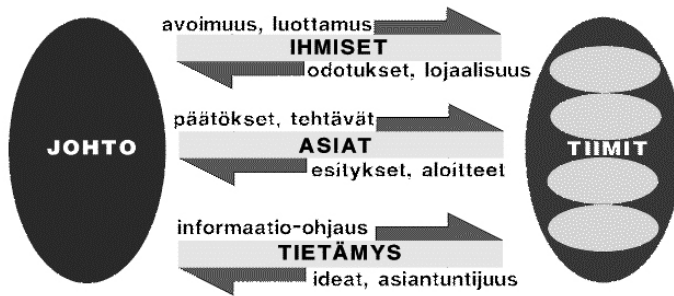 avoimuus, luottamus
IHMISET
odotukset, lojaalisuus
päätökset, tehtävät
JOHTO
ASIAT
TIIMIT
esitykset, aloitteet
informaatio-ohjaus
TIETÄMYS
ideat, asiantuntijuus